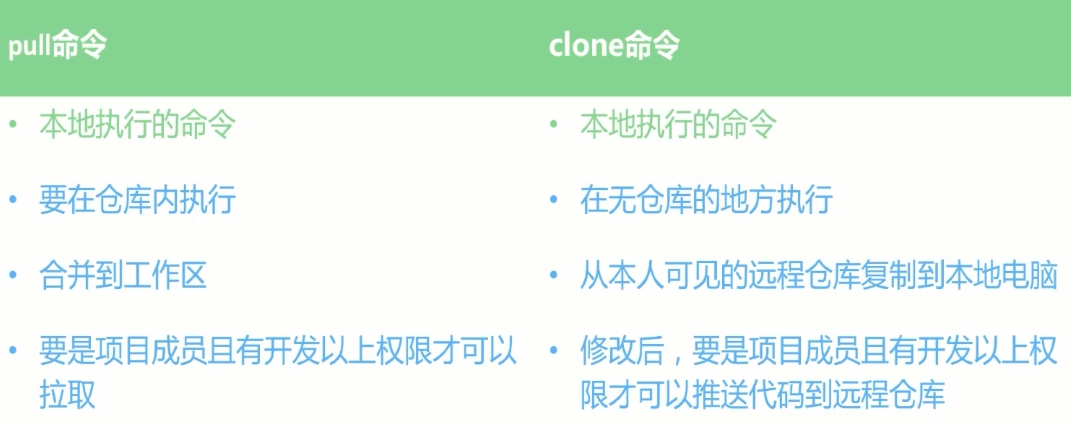 pull命令
• 本地执行的命令
• 要在仓库内执行
• 合并到工作区
• 要是项目成员且有开发以上权限才可以
拉取
clone命令
• 本地执行的命令
• 在无仓库的地方执行
• 从本人可见的远程仓库复制到本地电脑
• 修改后，要是项目成员且有开发以上权
限才可以推送代码到远程仓库